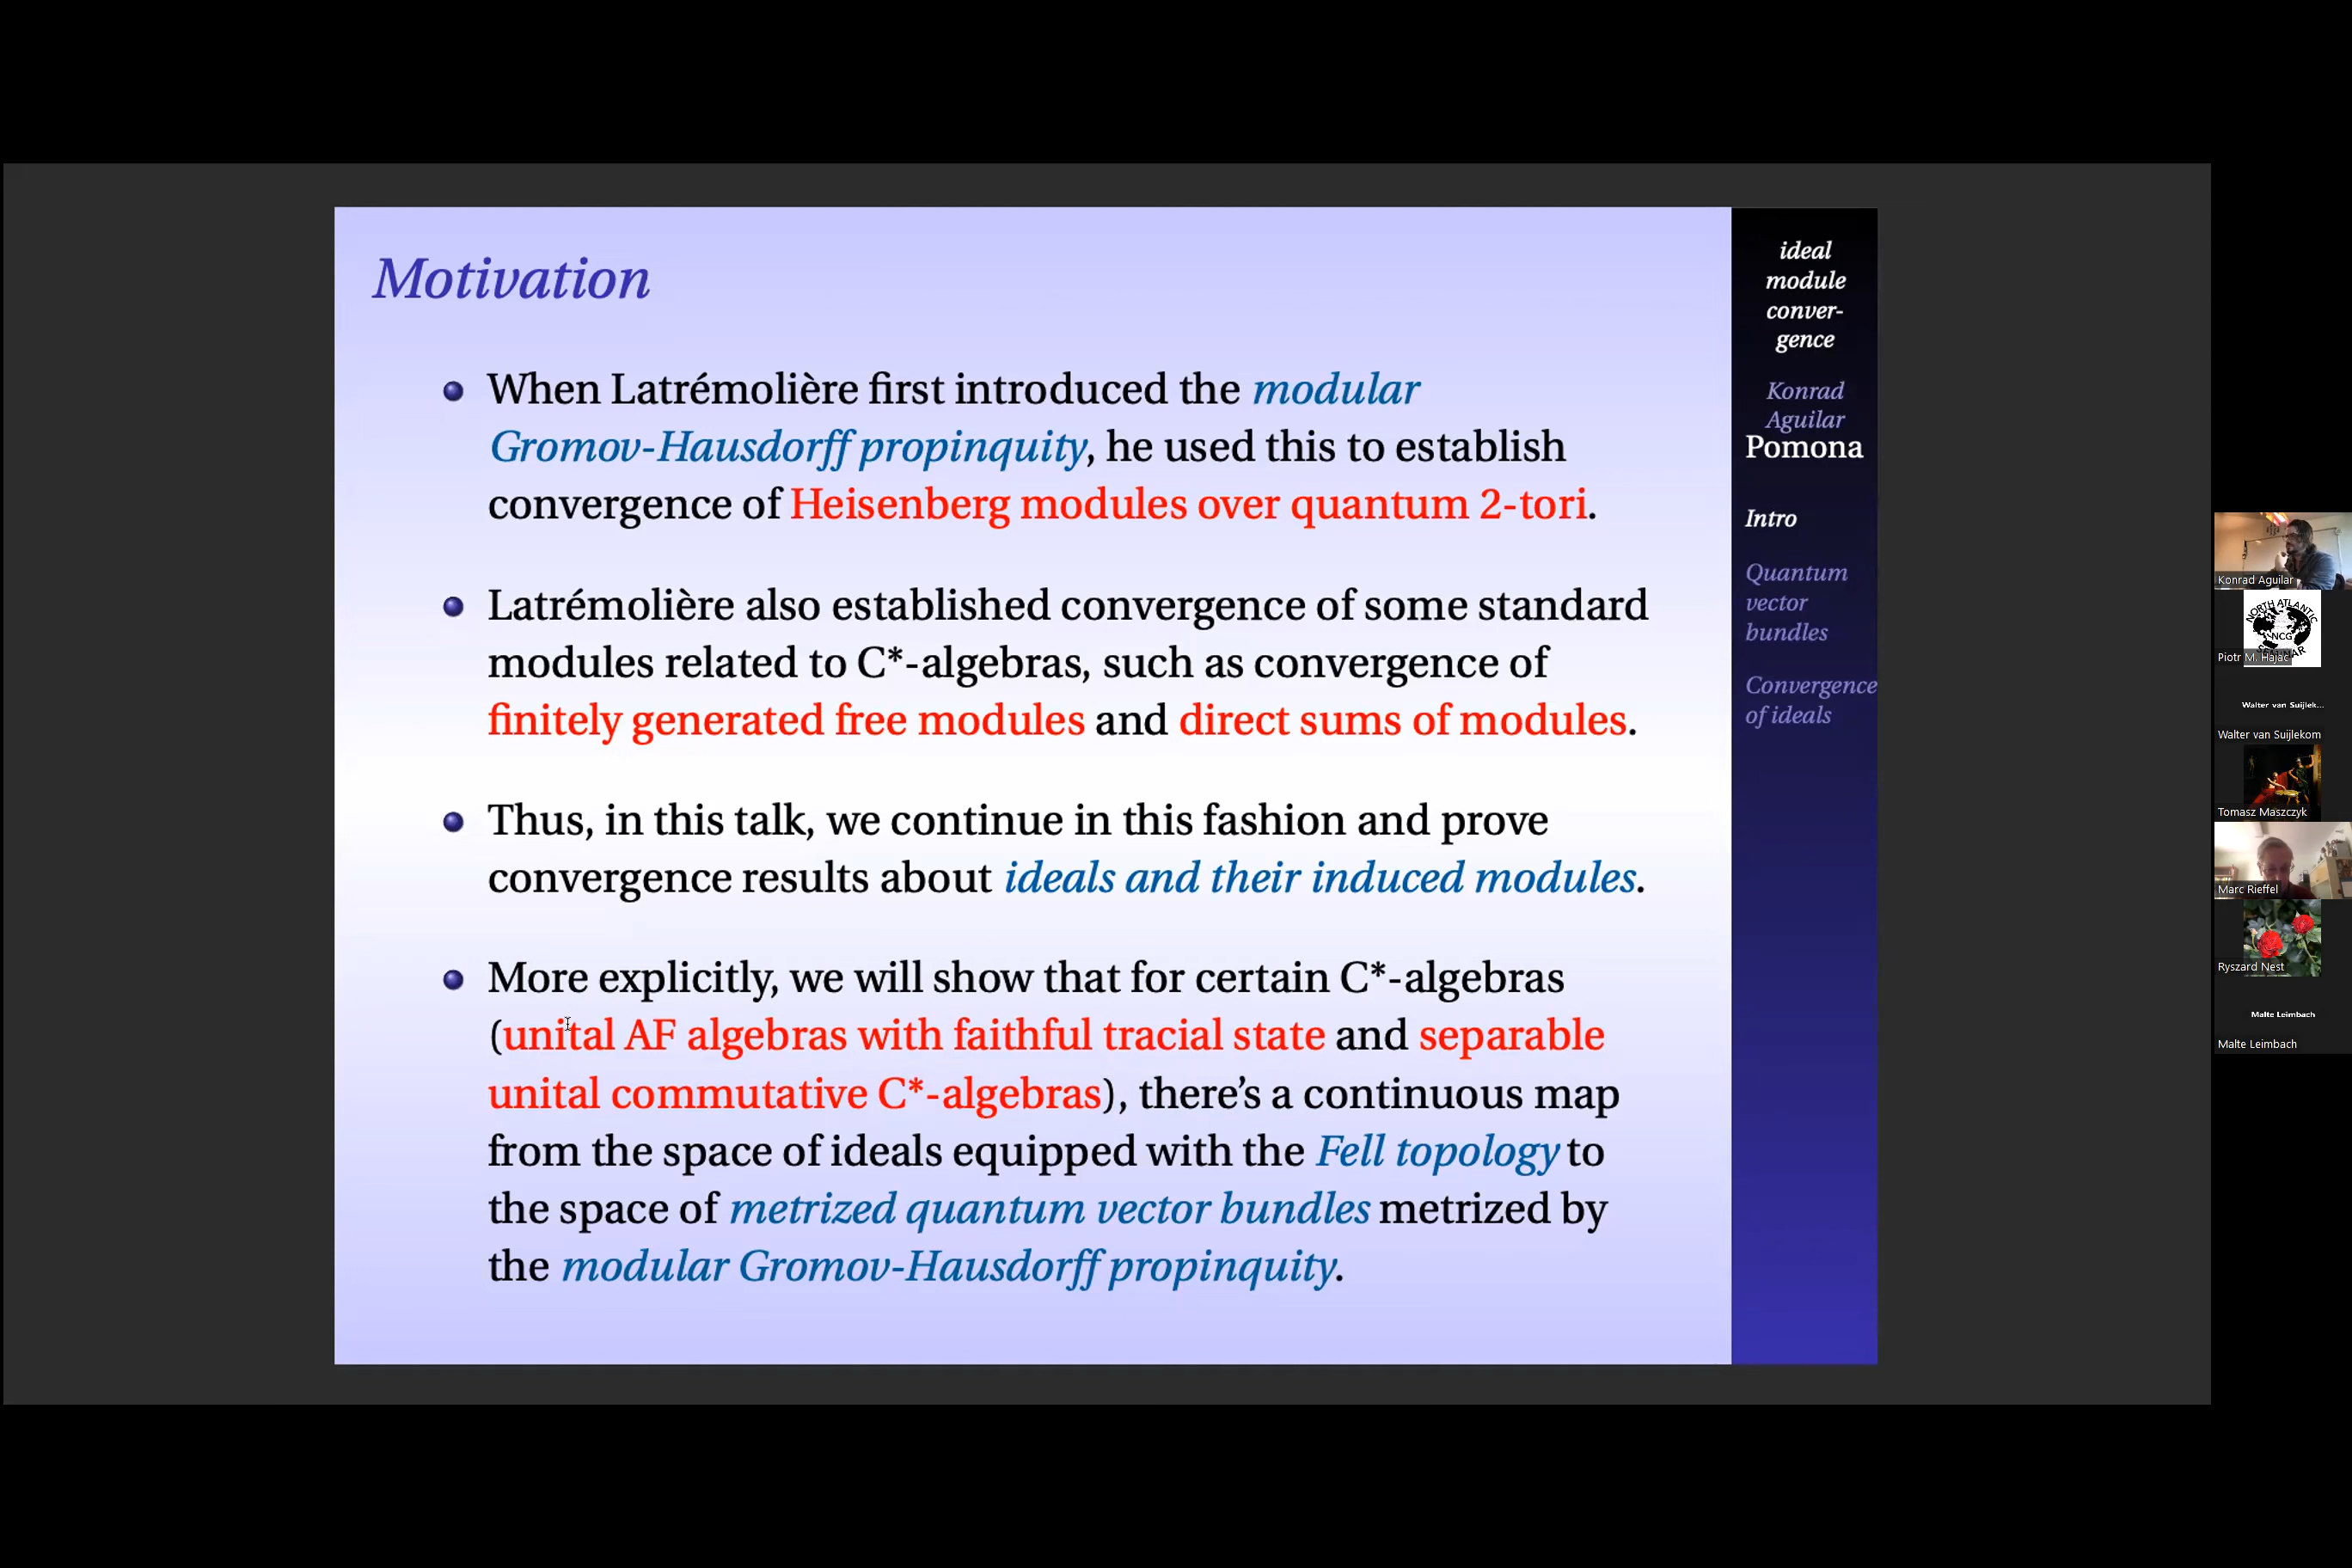 Motivation
When Latrémolière first introduced the modular
Gromov-Hausdorff propinquity, he used this to establish
convergence of Heisenberg modules over quantum 2-tori.
Latrémolière also established convergence of some standard
modules related to C*-algebras, such as convergence of
finitely generated free modules and direct sums of modules.
Thus, in this talk, we continue in this fashion and prove
convergence results about ideals and their induced modules.
More explicitly, we will show that for certain C*-algebras
(unital AF algebras with faithful tracial state and separable
unital commutative C*-algebras), there's a continuous map
from the space of ideals equipped with the Fell topology to
the space of metrized quantum vector bundles metrized by
the modular Gromov-Hausdorff propinquity.
ideal
module
conver-
gence
Konrad
Aguilar
Pomona
Intro
Quantum
vector
bundles
Convergence
of ideals
Konrad Aguilar
NORTH ATLANTIC
NCG
Piotr M. Hajac
Walter van Suijlek...
Walter van Suijlekom
Tomasz Maszczyk
Marc Rieffel
Ryszard Nest
Malte Leimbach
Malte Leimbach